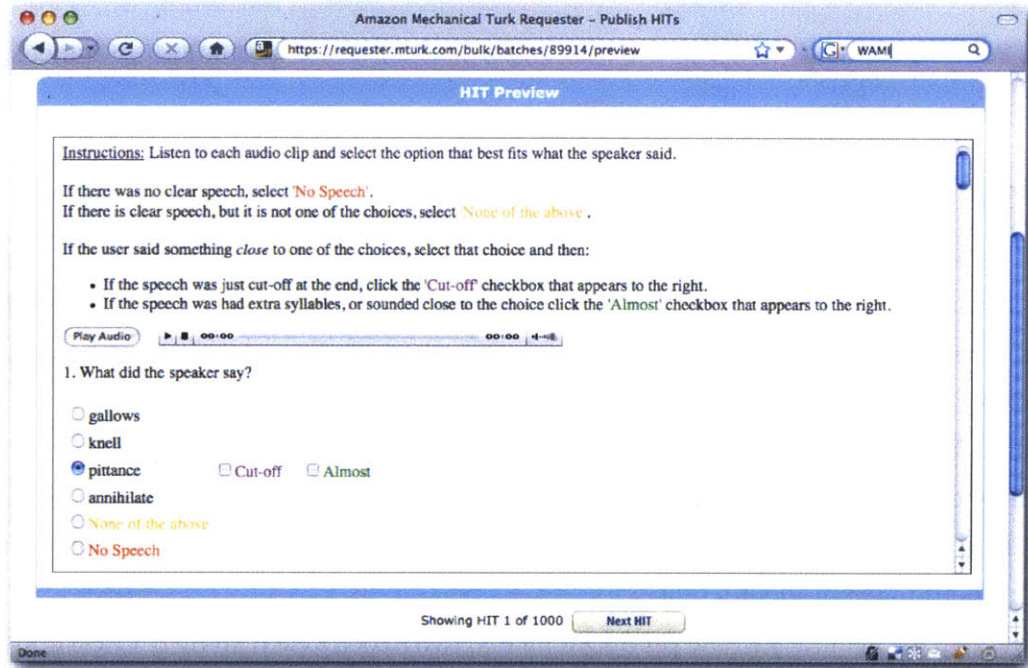 Amazon Mechanical Turk Requester – Publish HITs
https://requester.mturk.com/bulk/batches/89914/preview
G
WAMI
HIT Preview
Instructions: Listen to each audio clip and select the option that best fits what the speaker said.
If there was no clear speech, select 'No Speech'.
If there is clear speech, but it is not one of the choices, select None of the above .
If the user said something close to one of the choices, select that choice and then:
• If the speech was just cut-off at the end, click the 'Cut-off' checkbox that appears to the right.
• If the speech was had extra syllables, or sounded close to the choice click the 'Almost' checkbox that appears to the right.
Play Audio 00:00 00:00
1. What did the speaker say?
gallows
knell
pittance Cut-off Almost
annihilate
None of the above
No Speech
Showing HIT 1 of 1000 Next HIT
Done